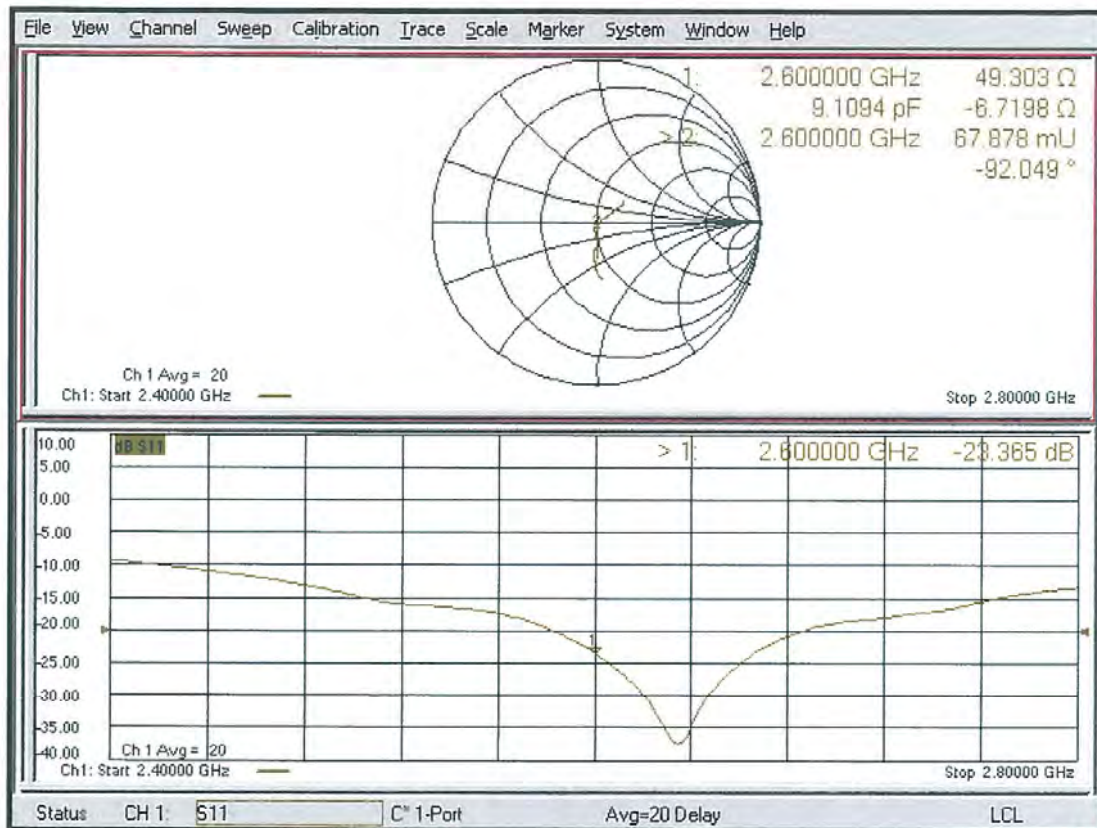 File View Channel Sweep Calibration Trace Scale Marker System Window Help
1: 2.600000 GHz 49.303 Ω
9.1094 pF -6.7198 Ω
> 2: 2.600000 GHz 67.878 mU
-92.049 °
Ch 1 Avg = 20
Ch1: Start 2.40000 GHz
Stop 2.80000 GHz
10.00
dB S11
> 1: 2.600000 GHz -23.365 dB
5.00
0.00
-5.00
-10.00
-15.00
-20.00
1
-25.00
-30.00
-35.00
-40.00
Ch 1 Avg = 20
Ch1: Start 2.40000 GHz
Stop 2.80000 GHz
Status CH 1: S11 C* 1-Port Avg=20 Delay LCL